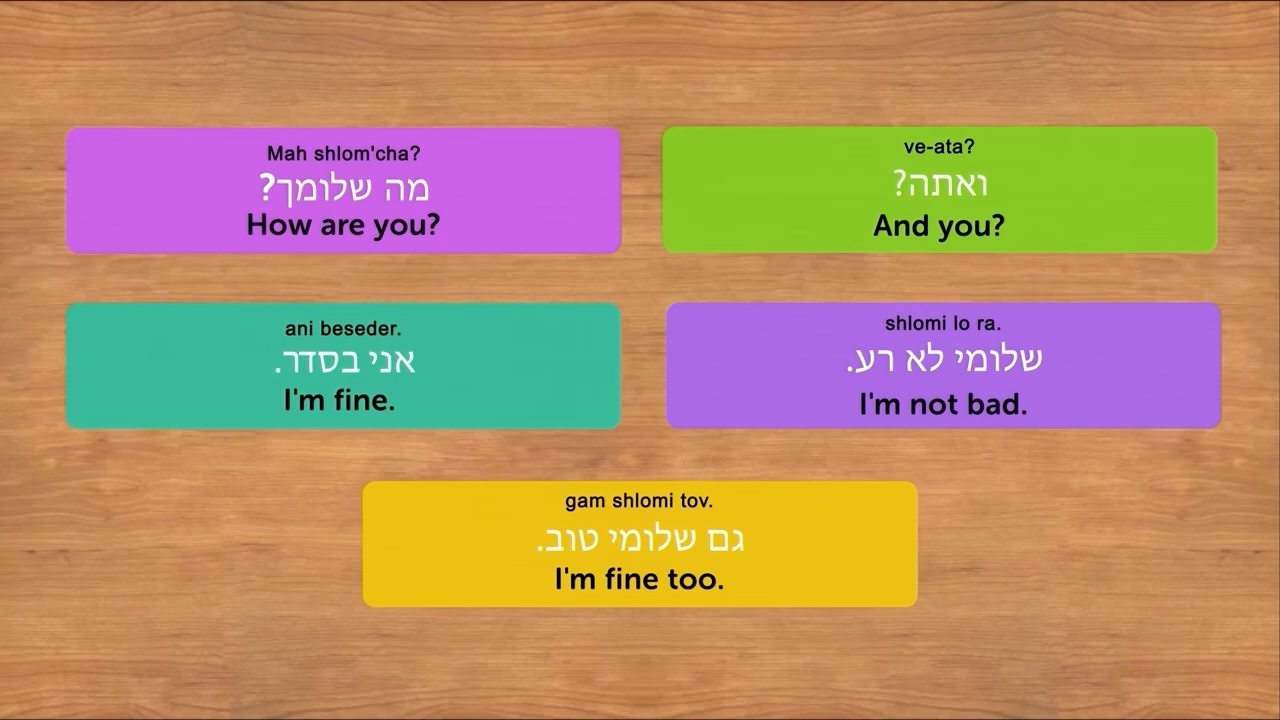 Mah shlom'cha?
מה שלומך?
How are you?
ve-ata?
ואתה?
And you?
ani beseder.
אני בסדר.
I'm fine.
shlomi lo ra.
שלומי לא רע.
I'm not bad.
gam shlomi tov.
גם שלומי טוב.
I'm fine too.